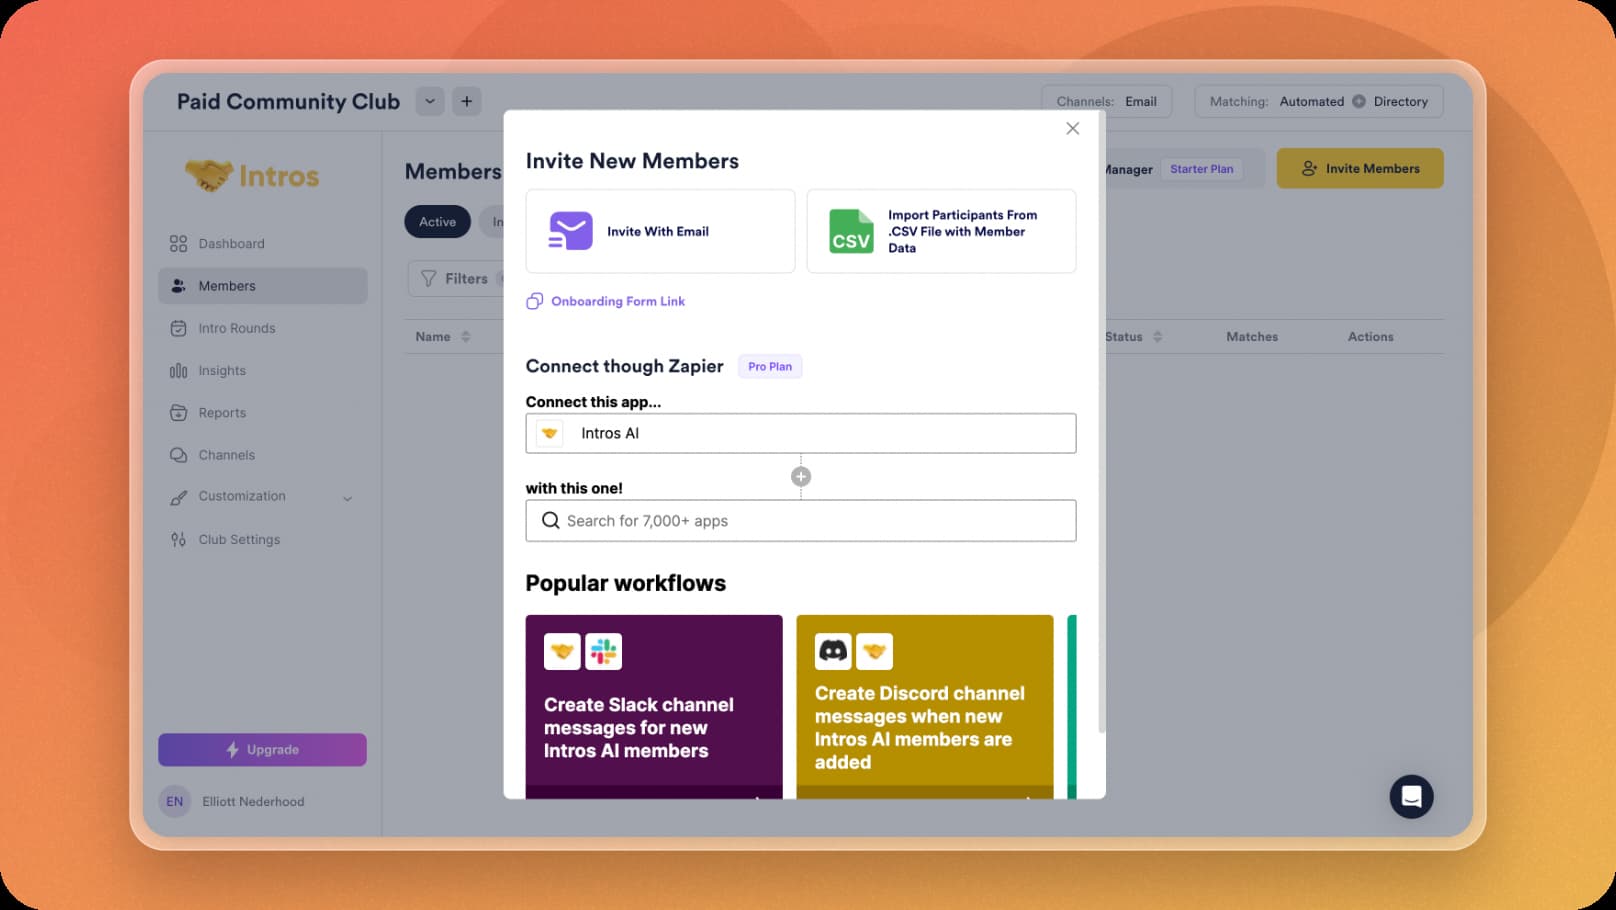 Paid Community Club
Channels: Email
Matching: Automated Directory
Intros
Dashboard
Members
Intro Rounds
Insights
Reports
Channels
Customization
Club Settings
Upgrade
EN Elliott Nederhood
Members
Manager Starter Plan
Invite Members
Active
Filters
Name
Status
Matches
Actions
Invite New Members
Invite With Email
CSV
Import Participants From
.CSV File with Member
Data
Onboarding Form Link
Connect though Zapier Pro Plan
Connect this app...
Intros AI
with this one!
Search for 7,000+ apps
Popular workflows
Create Slack channel
messages for new
Intros AI members
Create Discord channel
messages when new
Intros AI members are
added